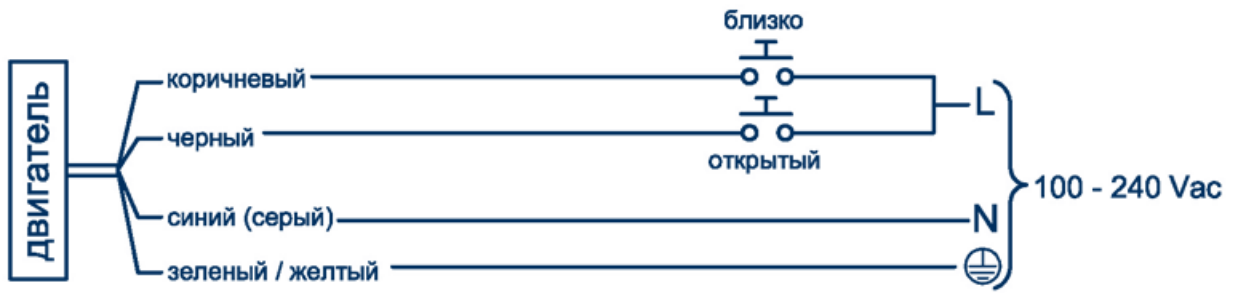 близко
двигатель
коричневый
L
черный
открытый
100 - 240 Vac
синий (серый)
N
зеленый / желтый